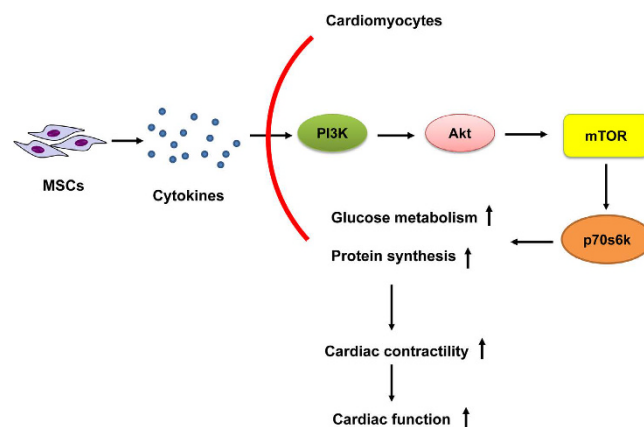 Cardiomyocytes
MSCs
Cytokines
PI3K
Akt
mTOR
p70s6k
Glucose metabolism
Protein synthesis
Cardiac contractility
Cardiac function